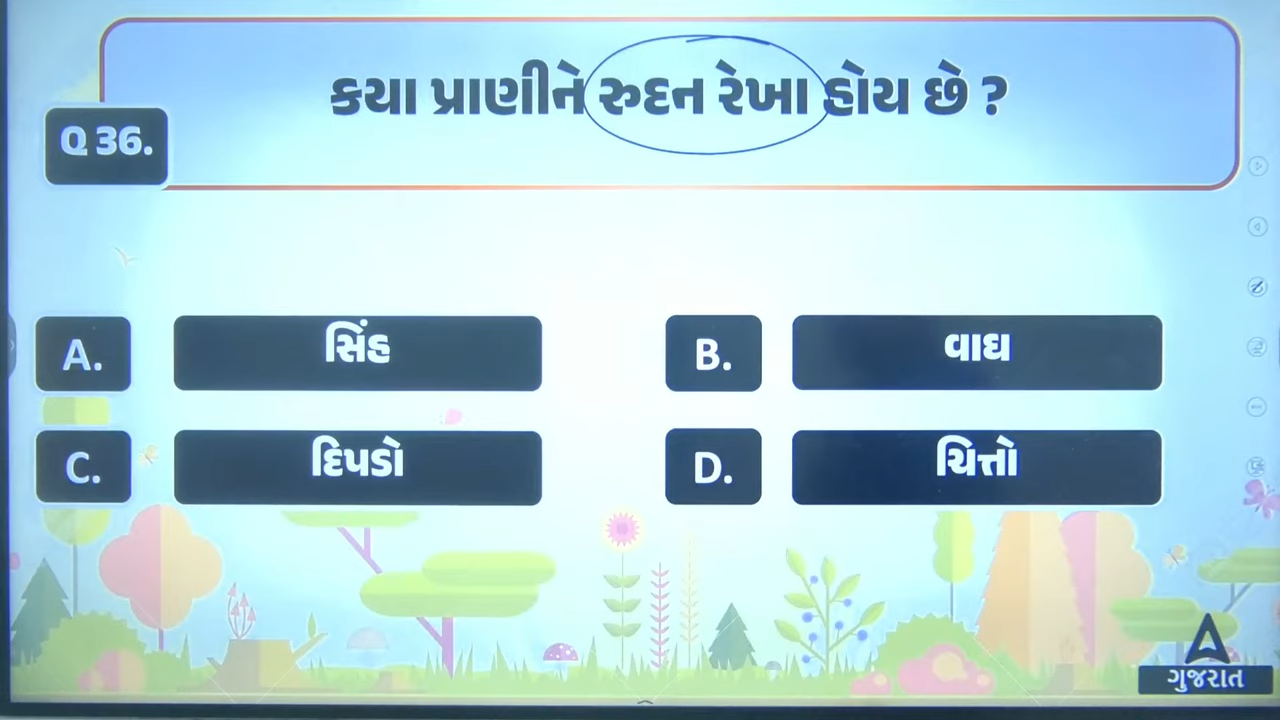 કયા પ્રાણીને રુદન રેખા હોય છે ?
Q 36.
A.
સિંહ
B.
વાઘ
C.
દિપડો
D.
ચિત્તો
ગુજરાત